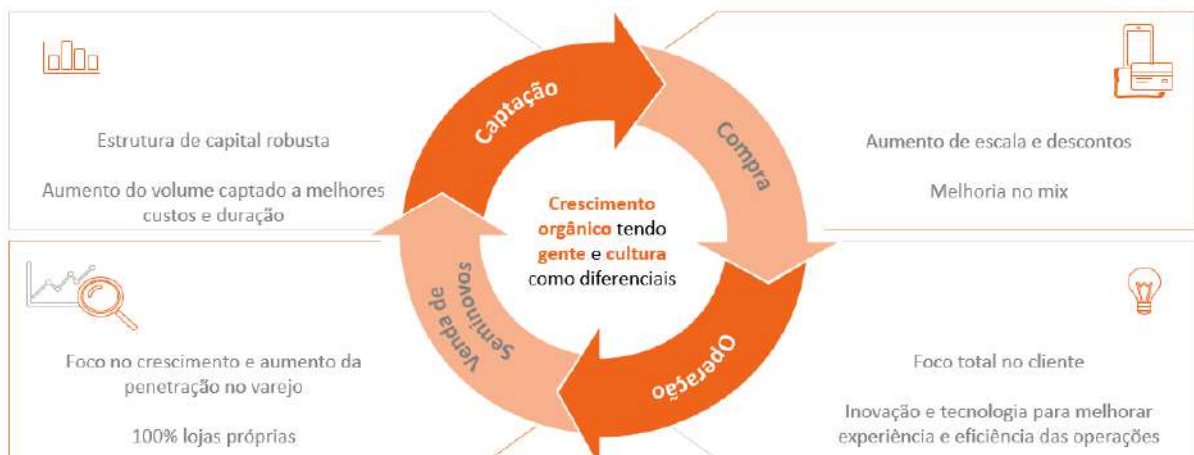 Captação
Compra
Operação
Venda de
Seminovos
Crescimento
orgânico tendo
gente e cultura
como diferenciais
Estrutura de capital robusta
Aumento do volume captado a melhores
custos e duração
Aumento de escala e descontos
Melhoria no mix
Foco no crescimento e aumento da
penetração no varejo
100% lojas próprias
Foco total no cliente
Inovação e tecnologia para melhorar
experiência e eficiência das operações